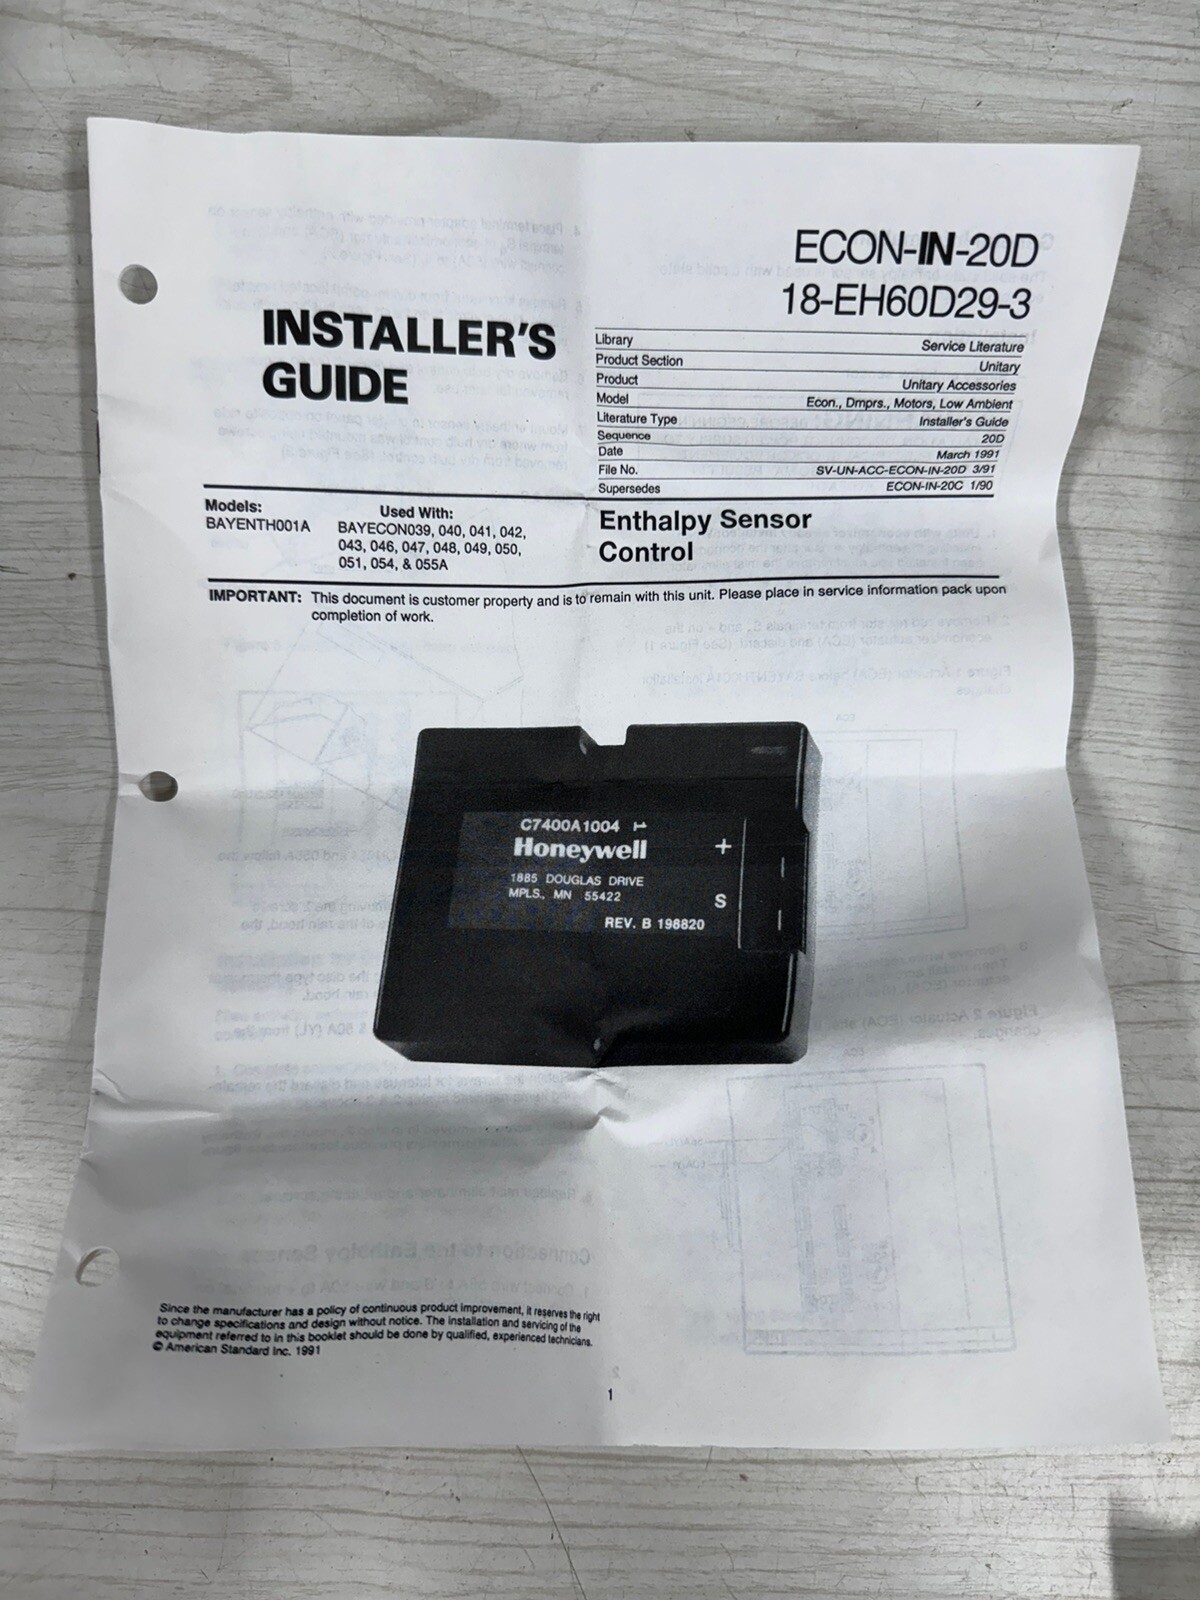 ECON-IN-20D
18-EH60D29-3
INSTALLER'S
GUIDE
Library Service Literature
Product Section Unitary
Product Unitary Accessories
Model Econ., Dmprs., Motors, Low Ambient
Literature Type Installer's Guide
Sequence 20D
Date March 1991
File No. SV-UN-ACC-ECON-IN-20D 3/91
Supersedes ECON-IN-20C 1/90
Models:
BAYENTH001A
Used With:
BAYECON039, 040, 041, 042,
043, 046, 047, 048, 049, 050,
051, 054, & 055A
Enthalpy Sensor
Control
IMPORTANT: This document is customer property and is to remain with this unit. Please place in service information pack upon
completion of work.
C7400A1004
Honeywell
1885 DOUGLAS DRIVE
MPLS., MN 55422
REV. B 198820
+
S
Since the manufacturer has a policy of continuous product improvement, it reserves the right
to change specifications and design without notice. The installation and servicing of the
equipment referred to in this booklet should be done by qualified, experienced technicians.
© American Standard Inc. 1991
1